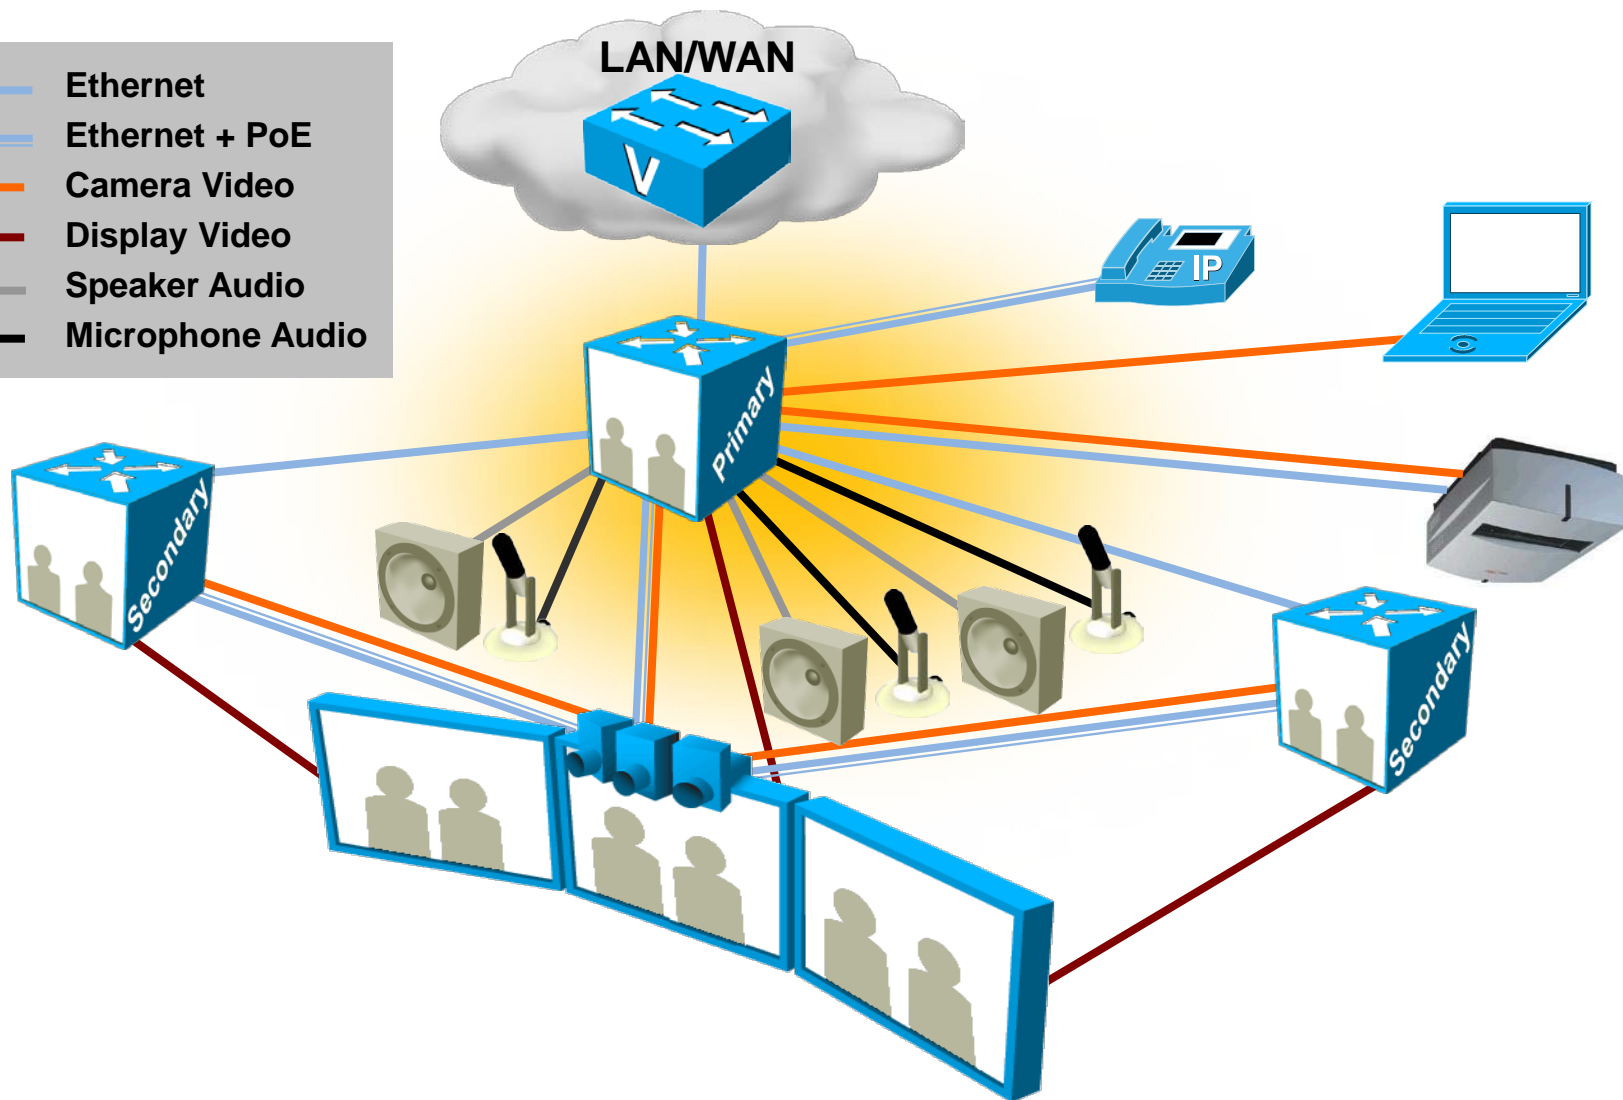 LAN/WAN
V
Ethernet
Ethernet + PoE
Camera Video
Display Video
Speaker Audio
Microphone Audio
IP
Primary
Secondary
Secondary